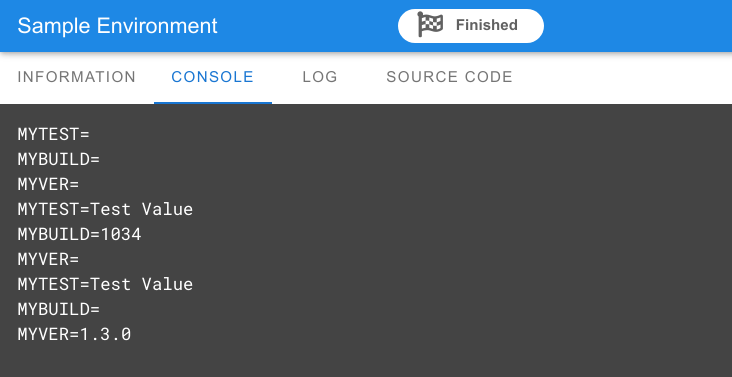 Sample Environment
Finished
INFORMATION CONSOLE LOG SOURCE CODE
MYTEST=
MYBUILD=
MYVER=
MYTEST=Test Value
MYBUILD=1034
MYVER=
MYTEST=Test Value
MYBUILD=
MYVER=1.3.0